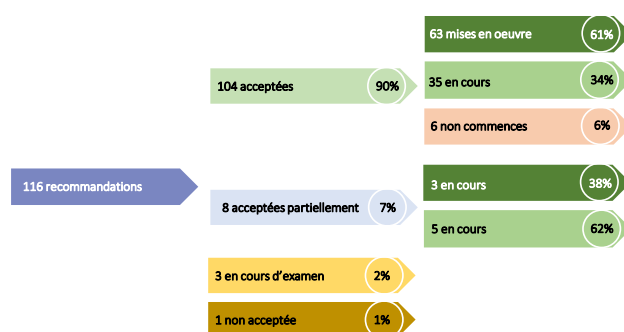 116 recommandations
104 acceptées 90%
63 mises en oeuvre 61%
35 en cours 34%
6 non commences 6%
8 acceptées partiellement 7%
3 en cours 38%
5 en cours 62%
3 en cours d'examen 2%
1 non acceptée 1%